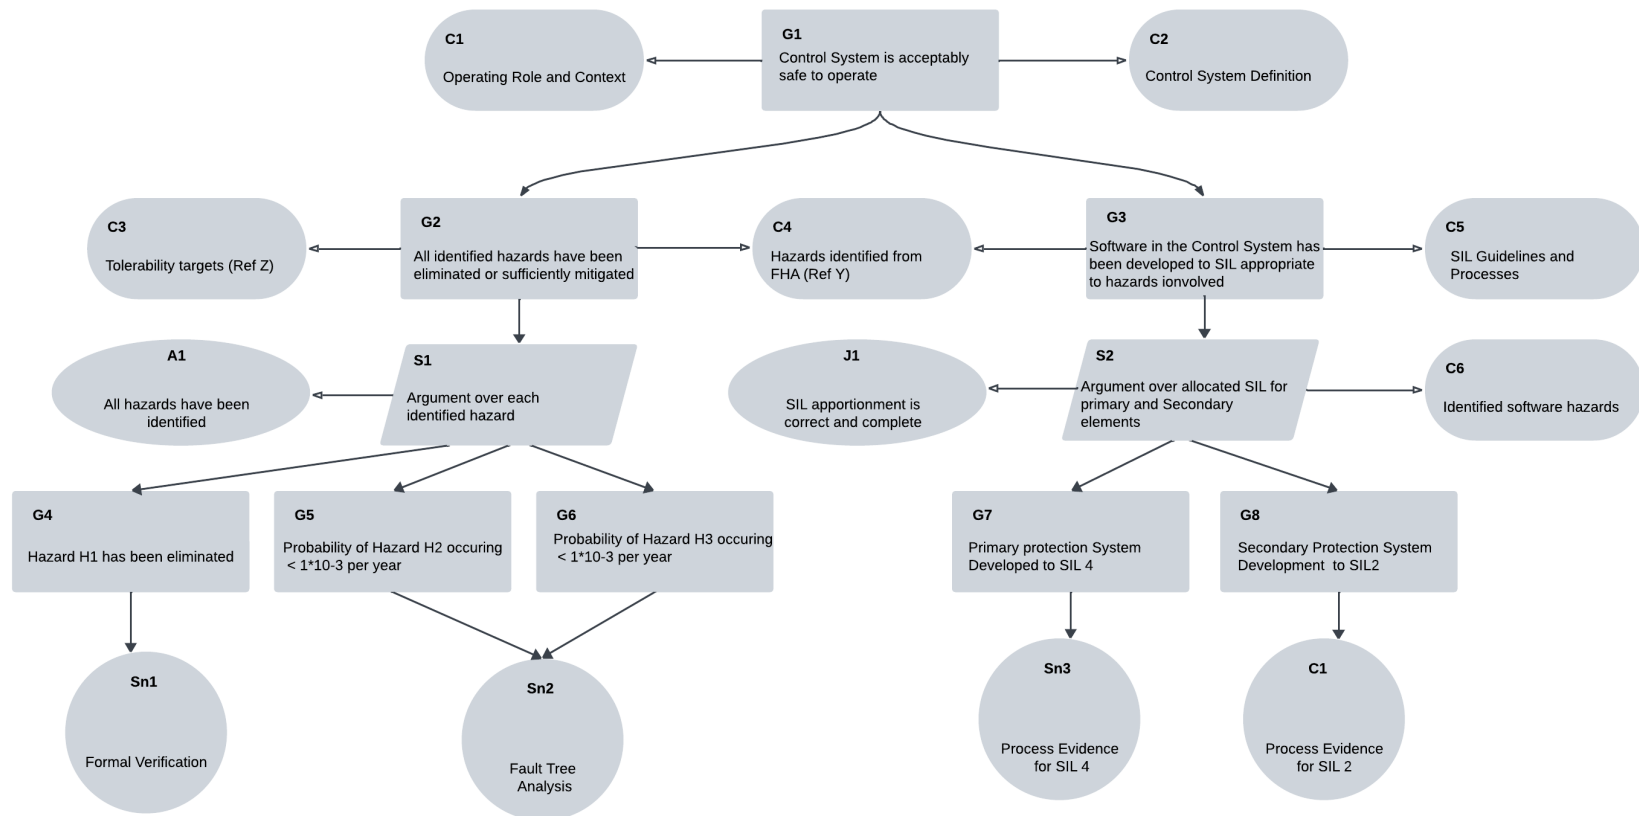 C1
Operating Role and Context
G1
Control System is acceptably
safe to operate
C2
Control System Definition
C3
Tolerability targets (Ref Z)
G2
All identified hazards have been
eliminated or sufficiently mitigated
C4
Hazards identified from
FHA (Ref Y)
G3
Software in the Control System has
been developed to SIL appropriate
to hazards ionvolved
C5
SIL Guidelines and
Processes
A1
All hazards have been
identified
S1
Argument over each
identified hazard
J1
SIL apportionment is
correct and complete
S2
Argument over allocated SIL for
primary and Secondary
elements
C6
Identified software hazards
G4
Hazard H1 has been eliminated
G5
Probability of Hazard H2 occuring
< 1*10-3 per year
G6
Probability of Hazard H3 occuring
< 1*10-3 per year
G7
Primary protection System
Developed to SIL 4
G8
Secondary Protection System
Development  to SIL2
Sn1
Formal Verification
Sn2
Fault Tree
Analysis
Sn3
Process Evidence
for SIL 4
C1
Process Evidence
for SIL 2